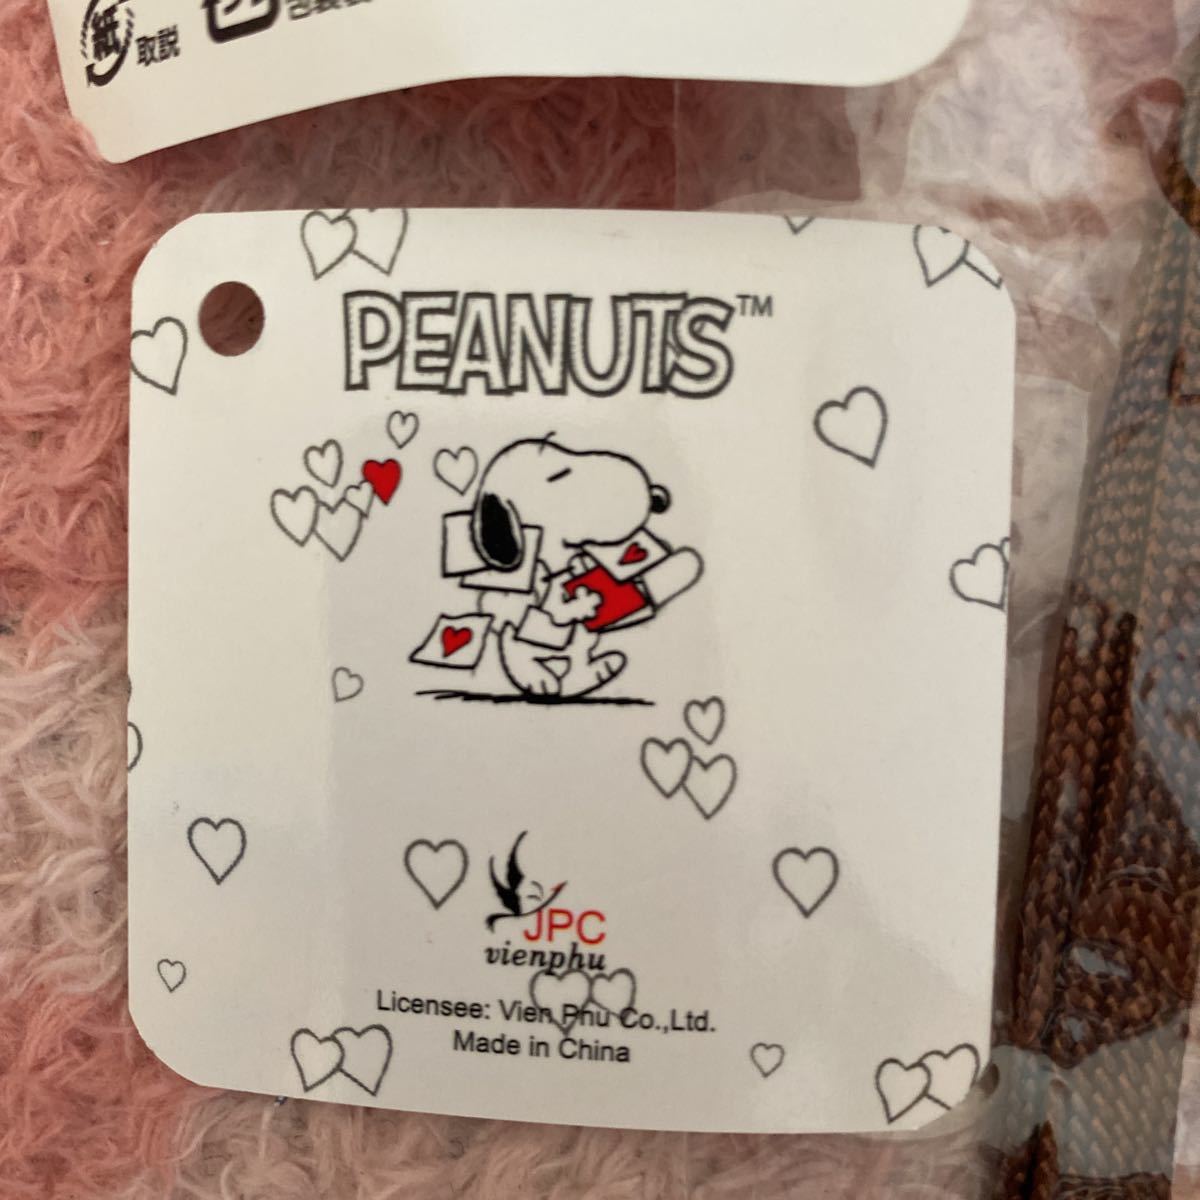 紙
取説
PEANUTS™
JPC
vienphu
Licensee: Vien Phu Co.,Ltd.
Made in China